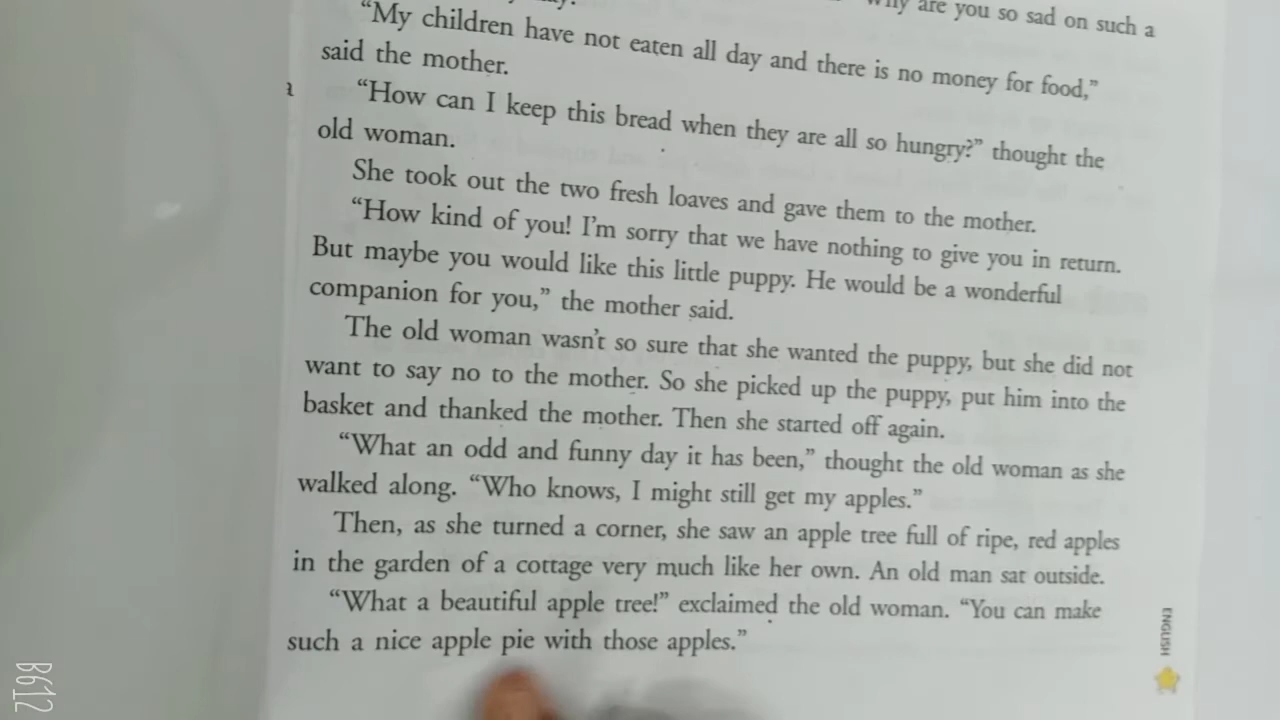 why are you so sad on such a
“My children have not eaten all day and there is no money for food,”
said the mother.
“How can I keep this bread when they are all so hungry?” thought the
old woman.
She took out the two fresh loaves and gave them to the mother.
“How kind of you! I’m sorry that we have nothing to give you in return.
But maybe you would like this little puppy. He would be a wonderful
companion for you,” the mother said.
The old woman wasn’t so sure that she wanted the puppy, but she did not
want to say no to the mother. So she picked up the puppy, put him into the
basket and thanked the mother. Then she started off again.
“What an odd and funny day it has been,” thought the old woman as she
walked along. “Who knows, I might still get my apples.”
Then, as she turned a corner, she saw an apple tree full of ripe, red apples
in the garden of a cottage very much like her own. An old man sat outside.
“What a beautiful apple tree!” exclaimed the old woman. “You can make
such a nice apple pie with those apples.”
ENGLISH
B612